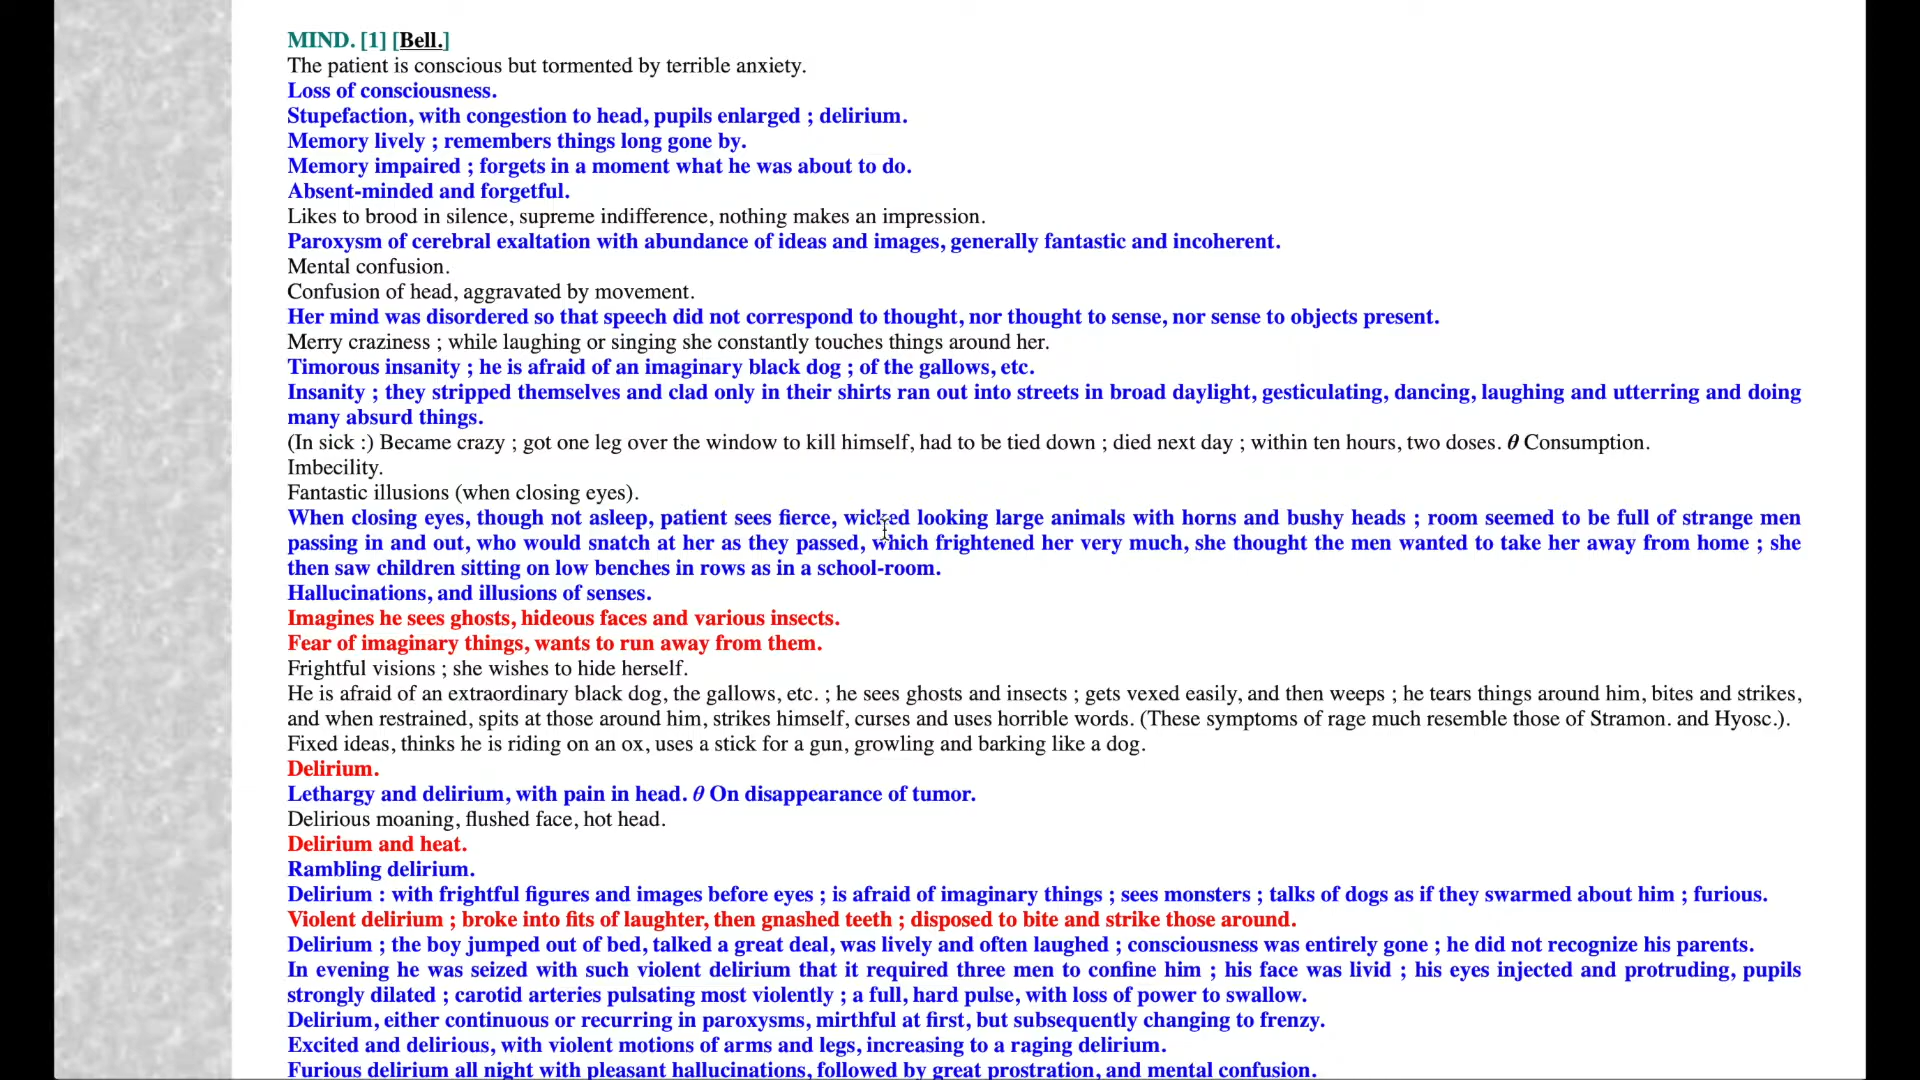 MIND. [1] [Bell.]
The patient is conscious but tormented by terrible anxiety.
Loss of consciousness.
Stupefaction, with congestion to head, pupils enlarged ; delirium.
Memory lively ; remembers things long gone by.
Memory impaired ; forgets in a moment what he was about to do.
Absent-minded and forgetful.
Likes to brood in silence, supreme indifference, nothing makes an impression.
Paroxysm of cerebral exaltation with abundance of ideas and images, generally fantastic and incoherent.
Mental confusion.
Confusion of head, aggravated by movement.
Her mind was disordered so that speech did not correspond to thought, nor thought to sense, nor sense to objects present.
Merry craziness ; while laughing or singing she constantly touches things around her.
Timorous insanity ; he is afraid of an imaginary black dog ; of the gallows, etc.
Insanity ; they stripped themselves and clad only in their shirts ran out into streets in broad daylight, gesticulating, dancing, laughing and utterring and doing
many absurd things.
(In sick :) Became crazy ; got one leg over the window to kill himself, had to be tied down ; died next day ; within ten hours, two doses. θ Consumption.
Imbecility.
Fantastic illusions (when closing eyes).
When closing eyes, though not asleep, patient sees fierce, wicked looking large animals with horns and bushy heads ; room seemed to be full of strange men
passing in and out, who would snatch at her as they passed, which frightened her very much, she thought the men wanted to take her away from home ; she
then saw children sitting on low benches in rows as in a school-room.
Hallucinations, and illusions of senses.
Imagines he sees ghosts, hideous faces and various insects.
Fear of imaginary things, wants to run away from them.
Frightful visions ; she wishes to hide herself.
He is afraid of an extraordinary black dog, the gallows, etc. ; he sees ghosts and insects ; gets vexed easily, and then weeps ; he tears things around him, bites and strikes,
and when restrained, spits at those around him, strikes himself, curses and uses horrible words. (These symptoms of rage much resemble those of Stramon. and Hyosc.).
Fixed ideas, thinks he is riding on an ox, uses a stick for a gun, growling and barking like a dog.
Delirium.
Lethargy and delirium, with pain in head. θ On disappearance of tumor.
Delirious moaning, flushed face, hot head.
Delirium and heat.
Rambling delirium.
Delirium : with frightful figures and images before eyes ; is afraid of imaginary things ; sees monsters ; talks of dogs as if they swarmed about him ; furious.
Violent delirium ; broke into fits of laughter, then gnashed teeth ; disposed to bite and strike those around.
Delirium ; the boy jumped out of bed, talked a great deal, was lively and often laughed ; consciousness was entirely gone ; he did not recognize his parents.
In evening he was seized with such violent delirium that it required three men to confine him ; his face was livid ; his eyes injected and protruding, pupils
strongly dilated ; carotid arteries pulsating most violently ; a full, hard pulse, with loss of power to swallow.
Delirium, either continuous or recurring in paroxysms, mirthful at first, but subsequently changing to frenzy.
Excited and delirious, with violent motions of arms and legs, increasing to a raging delirium.
Furious delirium all night with pleasant hallucinations, followed by great prostration, and mental confusion.